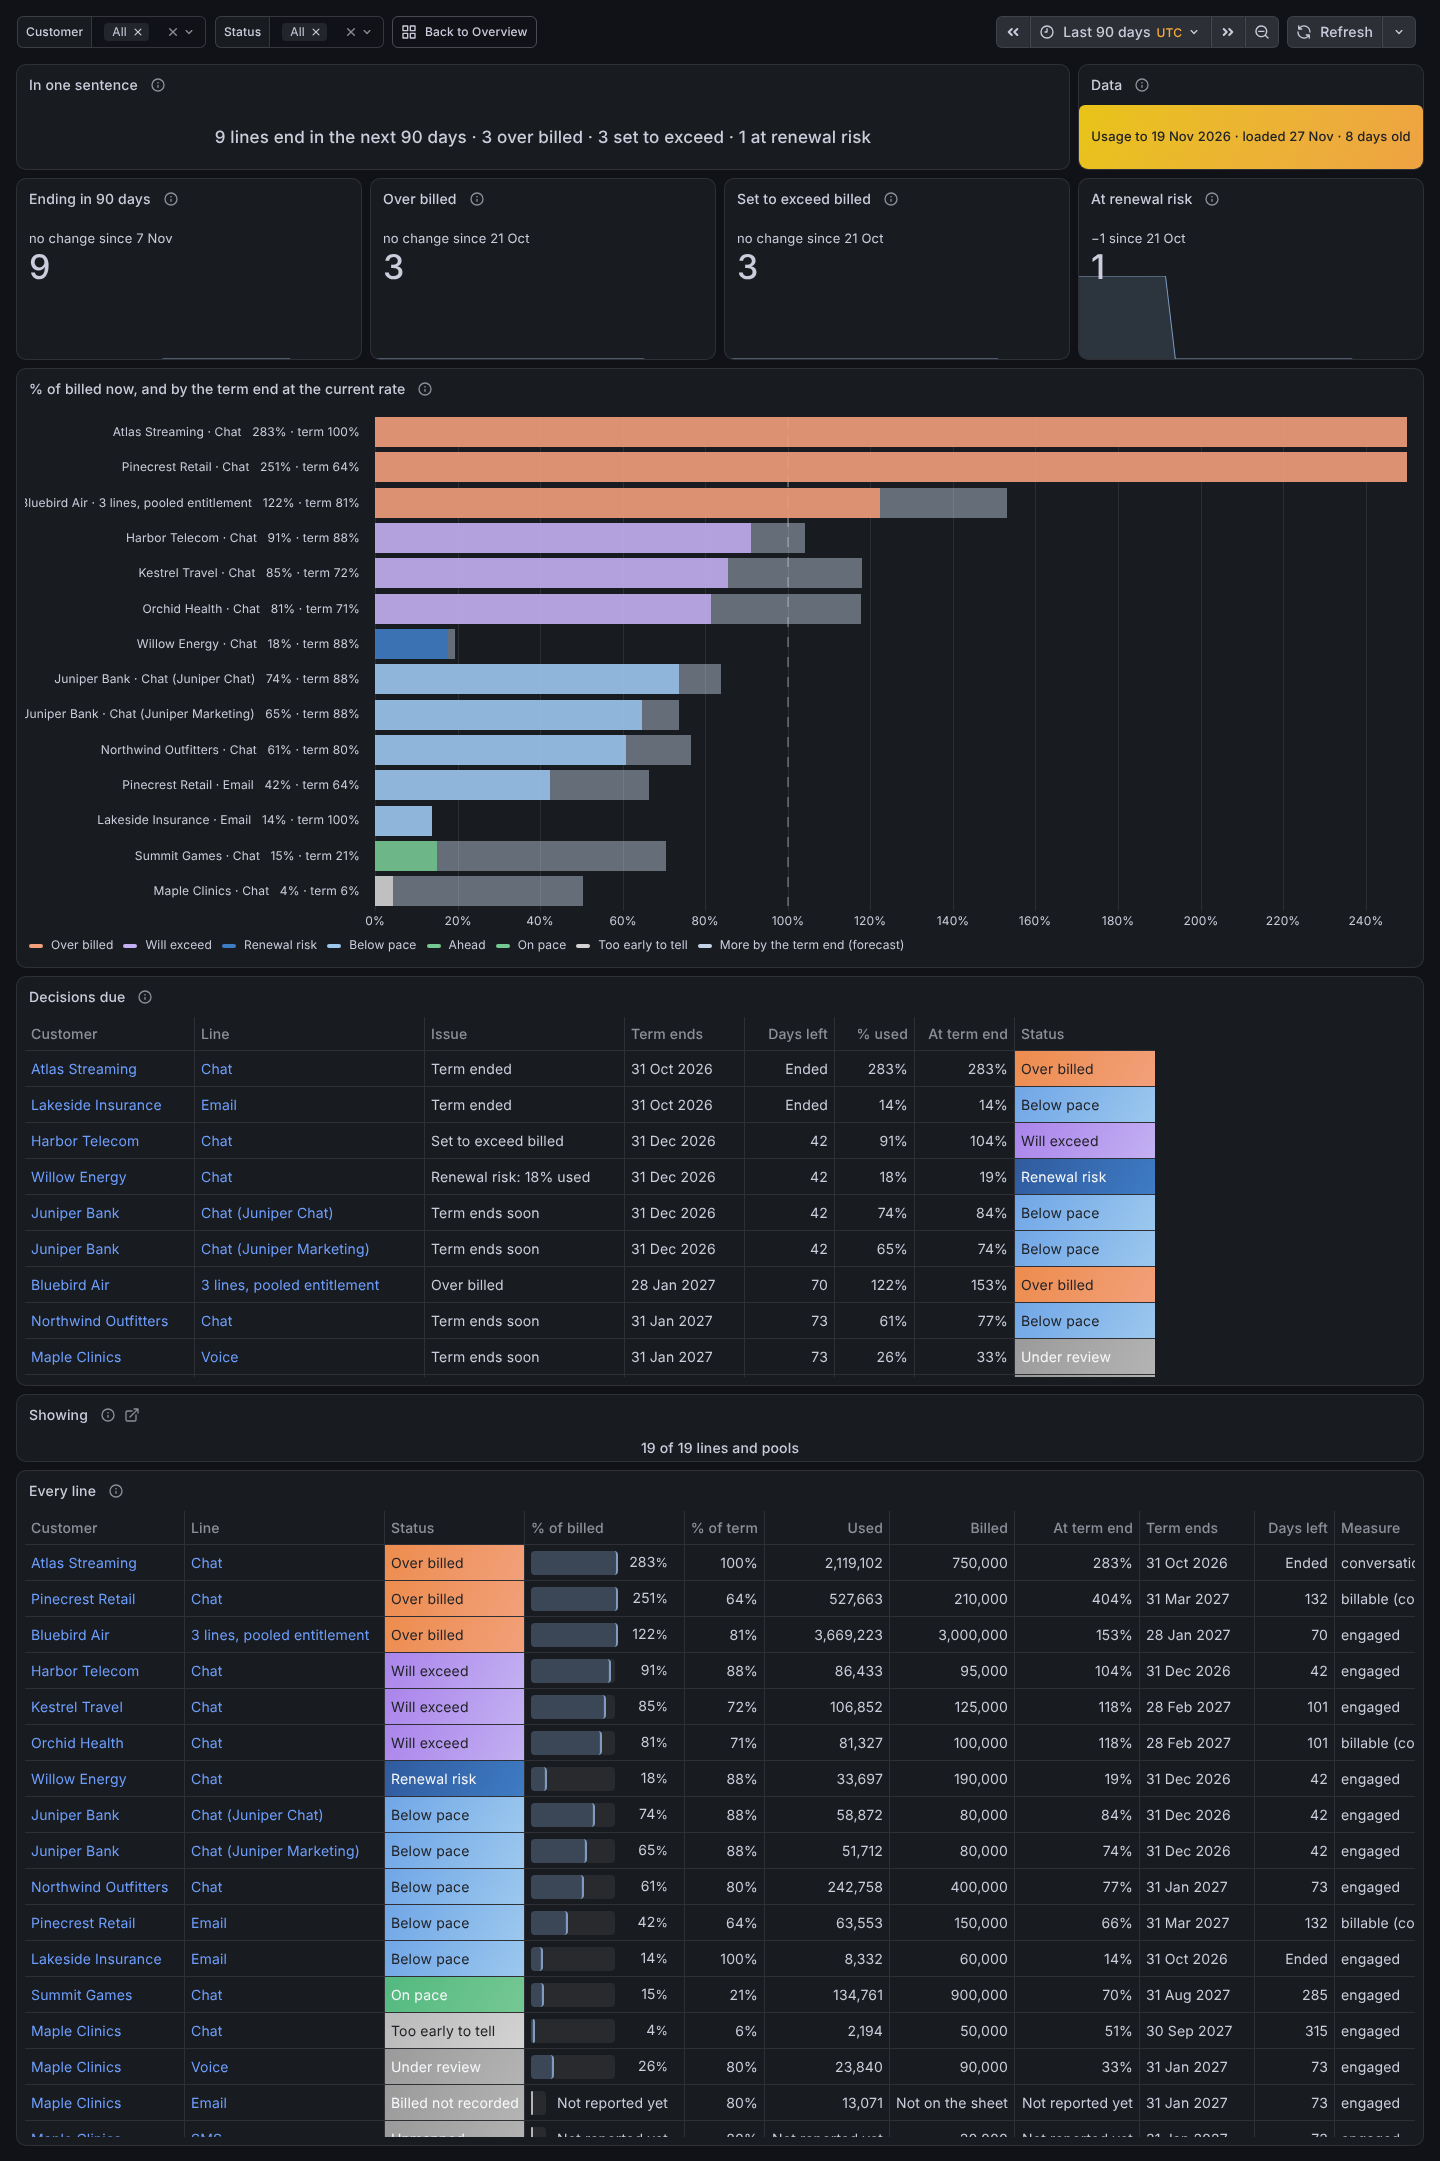 Customer All Status All Back to Overview Last 90 days UTC Refresh
In one sentence
9 lines end in the next 90 days · 3 over billed · 3 set to exceed · 1 at renewal risk
Data
Usage to 19 Nov 2026 · loaded 27 Nov · 8 days old
Ending in 90 days
no change since 7 Nov
9
Over billed
no change since 21 Oct
3
Set to exceed billed
no change since 21 Oct
3
At renewal risk
−1 since 21 Oct
1
% of billed now, and by the term end at the current rate
Atlas Streaming · Chat 283% · term 100%
Pinecrest Retail · Chat 251% · term 64%
Bluebird Air · 3 lines, pooled entitlement 122% · term 81%
Harbor Telecom · Chat 91% · term 88%
Kestrel Travel · Chat 85% · term 72%
Orchid Health · Chat 81% · term 71%
Willow Energy · Chat 18% · term 88%
Juniper Bank · Chat (Juniper Chat) 74% · term 88%
Juniper Bank · Chat (Juniper Marketing) 65% · term 88%
Northwind Outfitters · Chat 61% · term 80%
Pinecrest Retail · Email 42% · term 64%
Lakeside Insurance · Email 14% · term 100%
Summit Games · Chat 15% · term 21%
Maple Clinics · Chat 4% · term 6%
0% 20% 40% 60% 80% 100% 120% 140% 160% 180% 200% 220% 240%
Over billed Will exceed Renewal risk Below pace Ahead On pace Too early to tell More by the term end (forecast)
Decisions due
Customer Line Issue Term ends Days left % used At term end Status
Atlas Streaming Chat Term ended 31 Oct 2026 Ended 283% 283% Over billed
Lakeside Insurance Email Term ended 31 Oct 2026 Ended 14% 14% Below pace
Harbor Telecom Chat Set to exceed billed 31 Dec 2026 42 91% 104% Will exceed
Willow Energy Chat Renewal risk: 18% used 31 Dec 2026 42 18% 19% Renewal risk
Juniper Bank Chat (Juniper Chat) Term ends soon 31 Dec 2026 42 74% 84% Below pace
Juniper Bank Chat (Juniper Marketing) Term ends soon 31 Dec 2026 42 65% 74% Below pace
Bluebird Air 3 lines, pooled entitlement Over billed 28 Jan 2027 70 122% 153% Over billed
Northwind Outfitters Chat Term ends soon 31 Jan 2027 73 61% 77% Below pace
Maple Clinics Voice Term ends soon 31 Jan 2027 73 26% 33% Under review
Showing
19 of 19 lines and pools
Every line
Customer Line Status % of billed % of term Used Billed At term end Term ends Days left Measure
Atlas Streaming Chat Over billed 283% 100% 2,119,102 750,000 283% 31 Oct 2026 Ended conversatio
Pinecrest Retail Chat Over billed 251% 64% 527,663 210,000 404% 31 Mar 2027 132 billable (co
Bluebird Air 3 lines, pooled entitlement Over billed 122% 81% 3,669,223 3,000,000 153% 28 Jan 2027 70 engaged
Harbor Telecom Chat Will exceed 91% 88% 86,433 95,000 104% 31 Dec 2026 42 engaged
Kestrel Travel Chat Will exceed 85% 72% 106,852 125,000 118% 28 Feb 2027 101 engaged
Orchid Health Chat Will exceed 81% 71% 81,327 100,000 118% 28 Feb 2027 101 billable (co
Willow Energy Chat Renewal risk 18% 88% 33,697 190,000 19% 31 Dec 2026 42 engaged
Juniper Bank Chat (Juniper Chat) Below pace 74% 88% 58,872 80,000 84% 31 Dec 2026 42 engaged
Juniper Bank Chat (Juniper Marketing) Below pace 65% 88% 51,712 80,000 74% 31 Dec 2026 42 engaged
Northwind Outfitters Chat Below pace 61% 80% 242,758 400,000 77% 31 Jan 2027 73 engaged
Pinecrest Retail Email Below pace 42% 64% 63,553 150,000 66% 31 Mar 2027 132 billable (co
Lakeside Insurance Email Below pace 14% 100% 8,332 60,000 14% 31 Oct 2026 Ended engaged
Summit Games Chat On pace 15% 21% 134,761 900,000 70% 31 Aug 2027 285 engaged
Maple Clinics Chat Too early to tell 4% 6% 2,194 50,000 51% 30 Sep 2027 315 engaged
Maple Clinics Voice Under review 26% 80% 23,840 90,000 33% 31 Jan 2027 73 engaged
Maple Clinics Email Billed not recorded Not reported yet 80% 13,071 Not on the sheet Not reported yet 31 Jan 2027 73 engaged